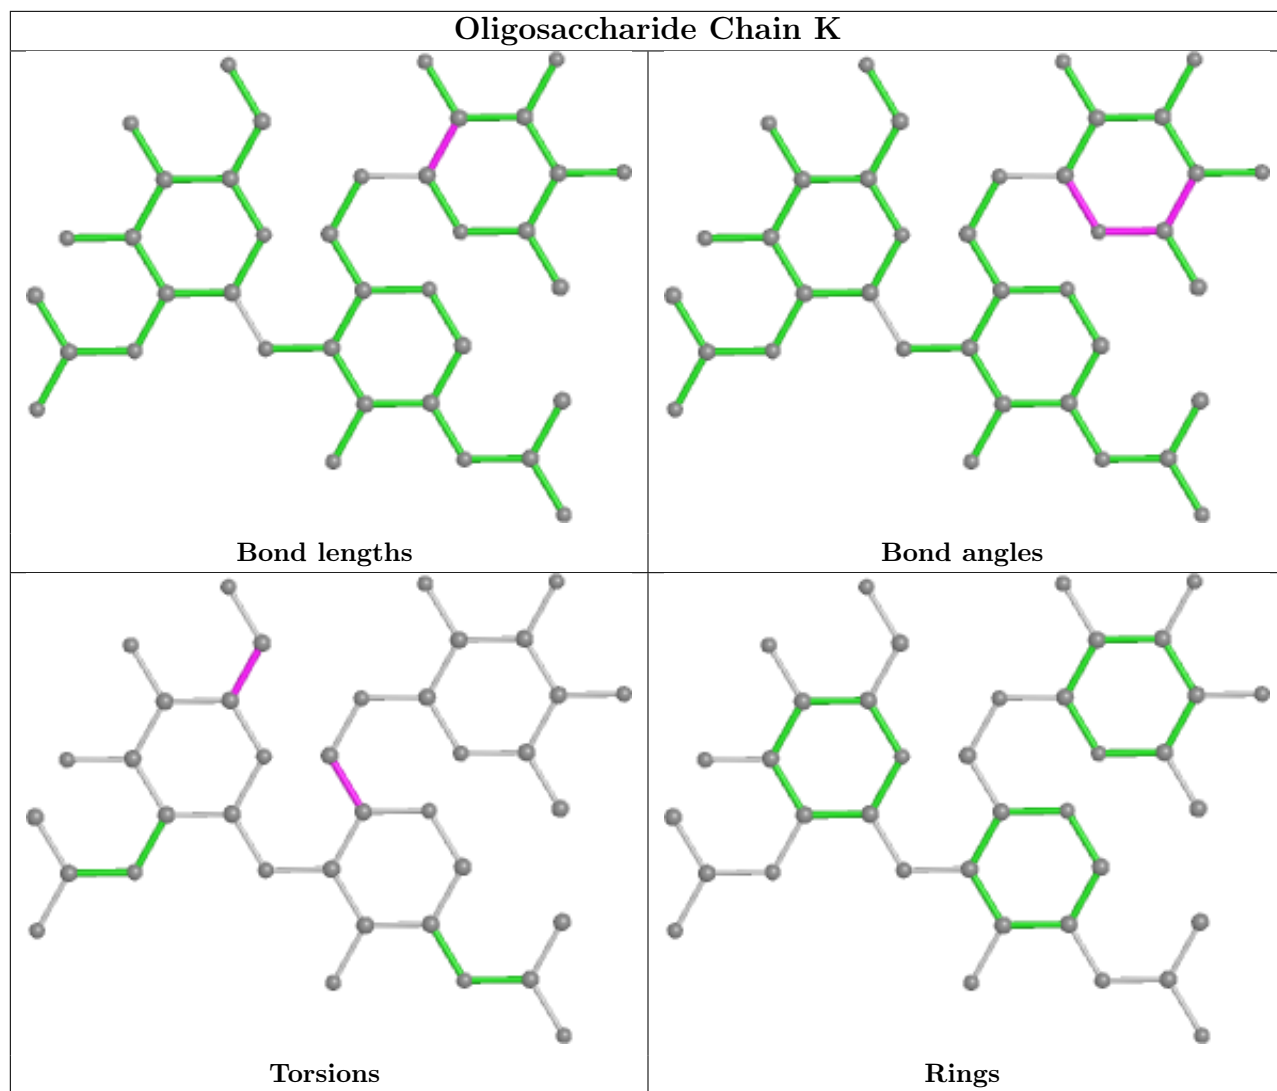 Oligosaccharide Chain K
Bond lengths
Bond angles
Torsions
Rings